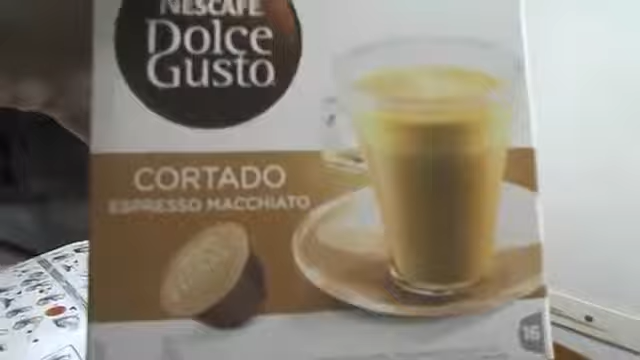 NESCAFÉ
Dolce
Gusto
CORTADO
ESPRESSO MACCHIATO
16